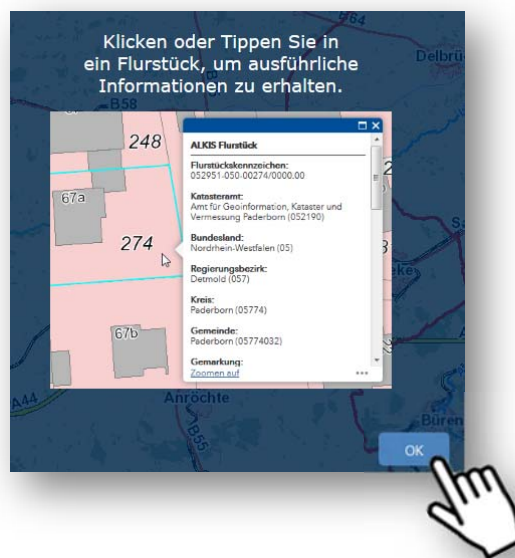 Klicken oder Tippen Sie in
ein Flurstück, um ausführliche
Informationen zu erhalten.
B58
248
67a
274
67b
ALKIS Flurstück
Flurstückskennzeichen:
052951-050-00274/0000.00
Katasteramt:
Amt für Geoinformation, Kataster und
Vermessung Paderborn (052190)
Bundesland:
Nordrhein-Westfalen (05)
Regierungsbezirk:
Detmold (057)
Kreis:
Paderborn (05774)
Gemeinde:
Paderborn (05774032)
Gemarkung:
Zoomen auf
A44
Anröchte
B55
Büren
OK